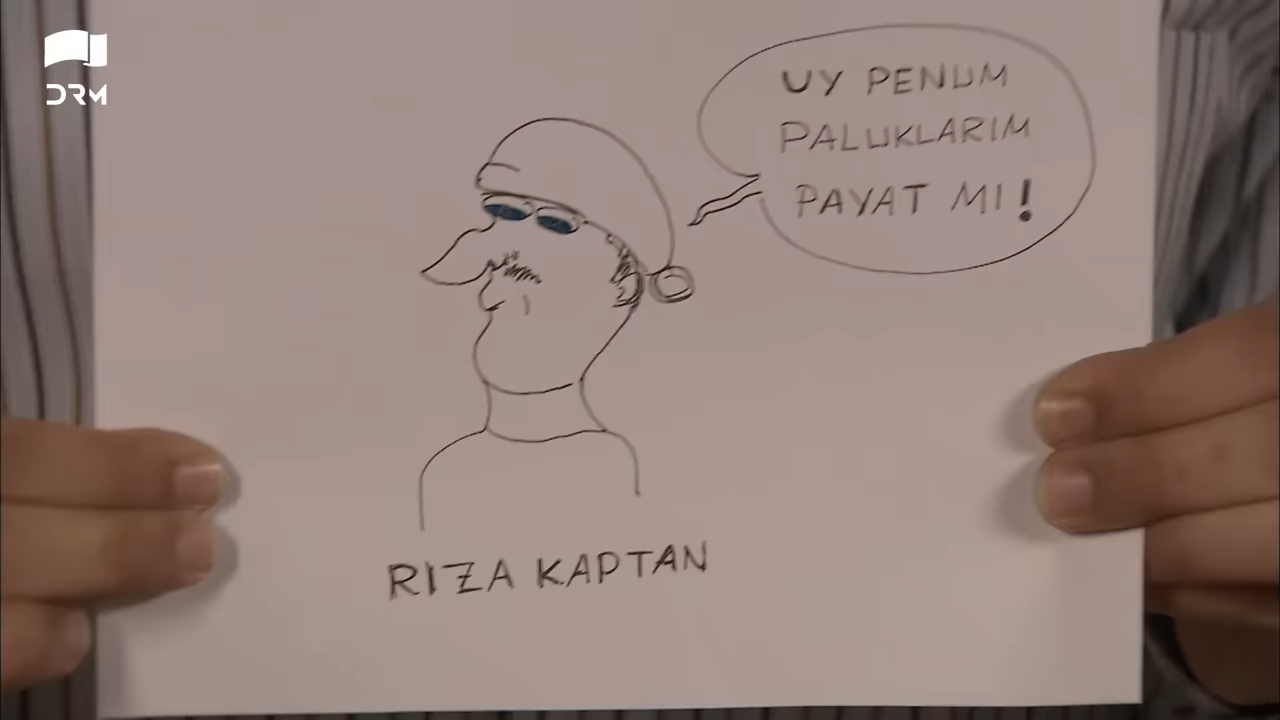 DRM
UY PENUM
PALUKLARIM
PAYAT MI!
RIZA KAPTAN